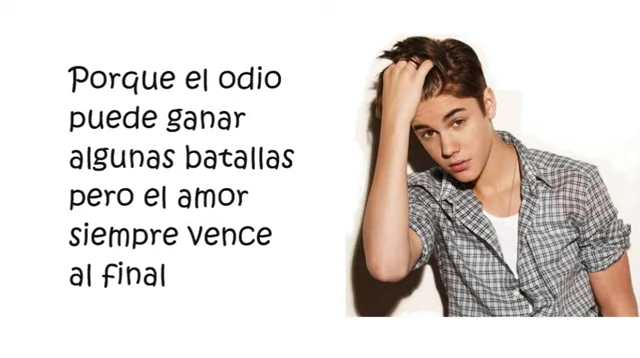 Porque el odio
puede ganar
algunas batallas
pero el amor
siempre vence
al final